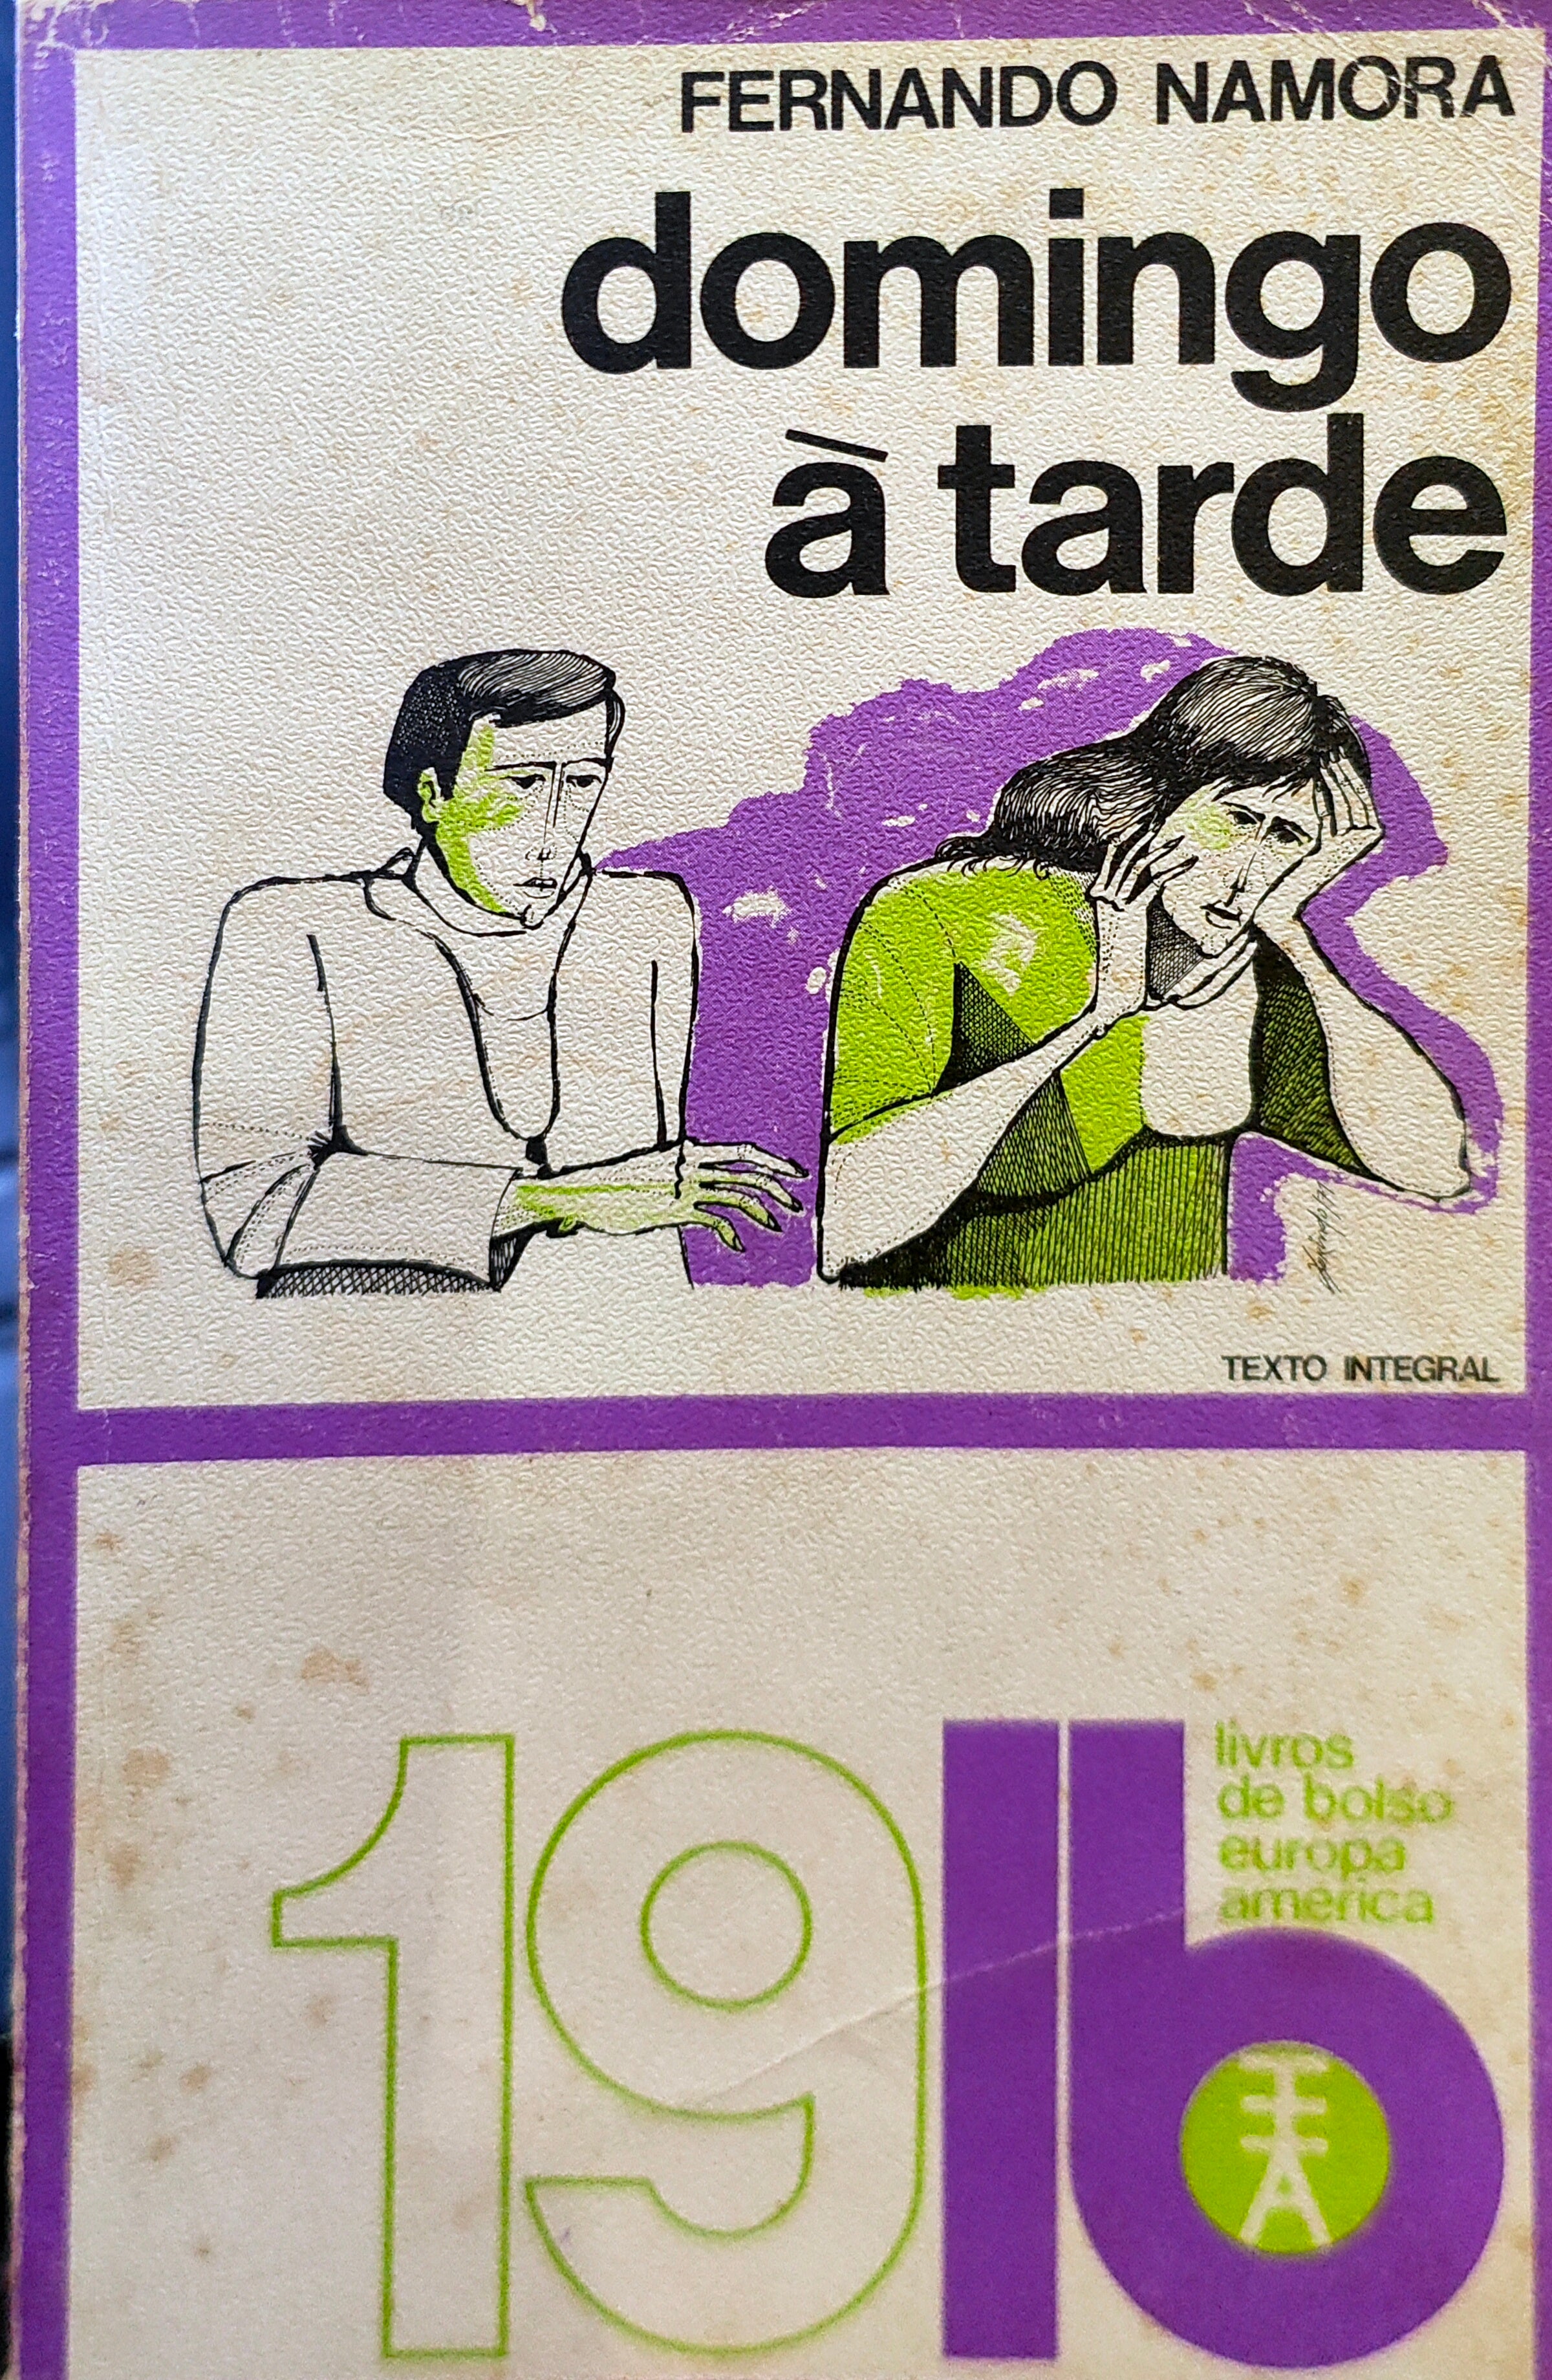 FERNANDO NAMORA
domingo
à tarde
TEXTO INTEGRAL
19 lb
livros
de bolso
europa
america